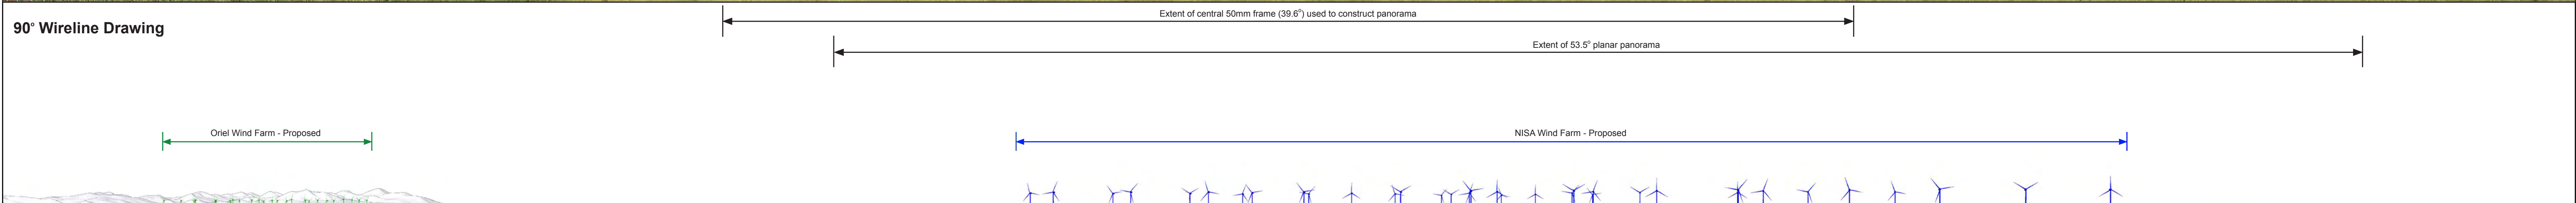 Extent of central 50mm frame (39.6°) used to construct panorama
90° Wireline Drawing
Extent of 53.5° planar panorama
Oriel Wind Farm - Proposed
NISA Wind Farm - Proposed